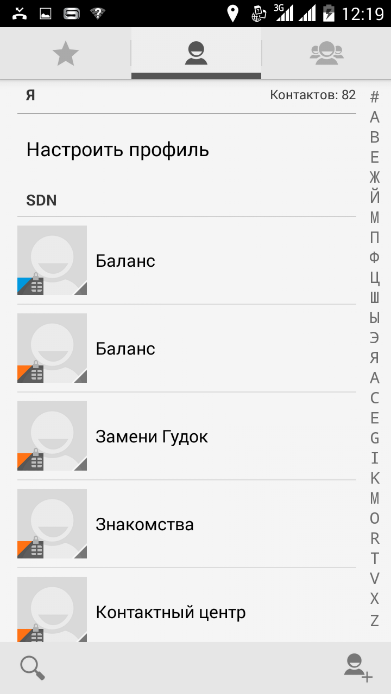 3G
12:19
Я
Контактов: 82
Настроить профиль
SDN
Баланс
Баланс
Замени Гудок
Знакомства
Контактный центр
#
А
В
Е
Ж
Й
М
П
Ф
Ц
Ш
Ы
Э
Я
A
C
E
G
I
K
M
O
R
T
V
X
Z